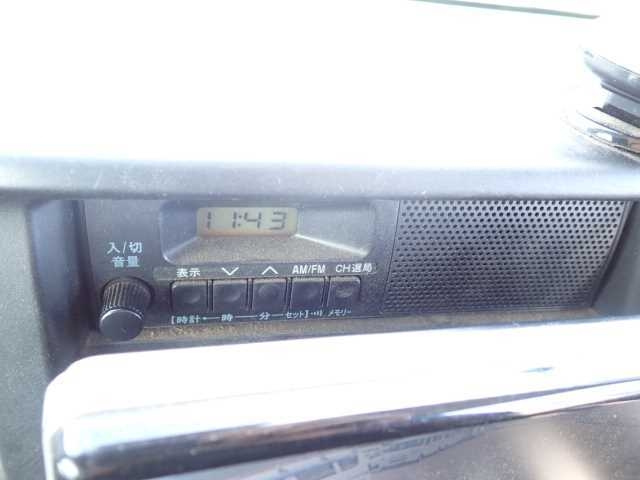 11:43
入/切
音量
表示 ∨ ∧ AM/FM CH選局
[時計← 時 — 分 セット] •))) メモリー